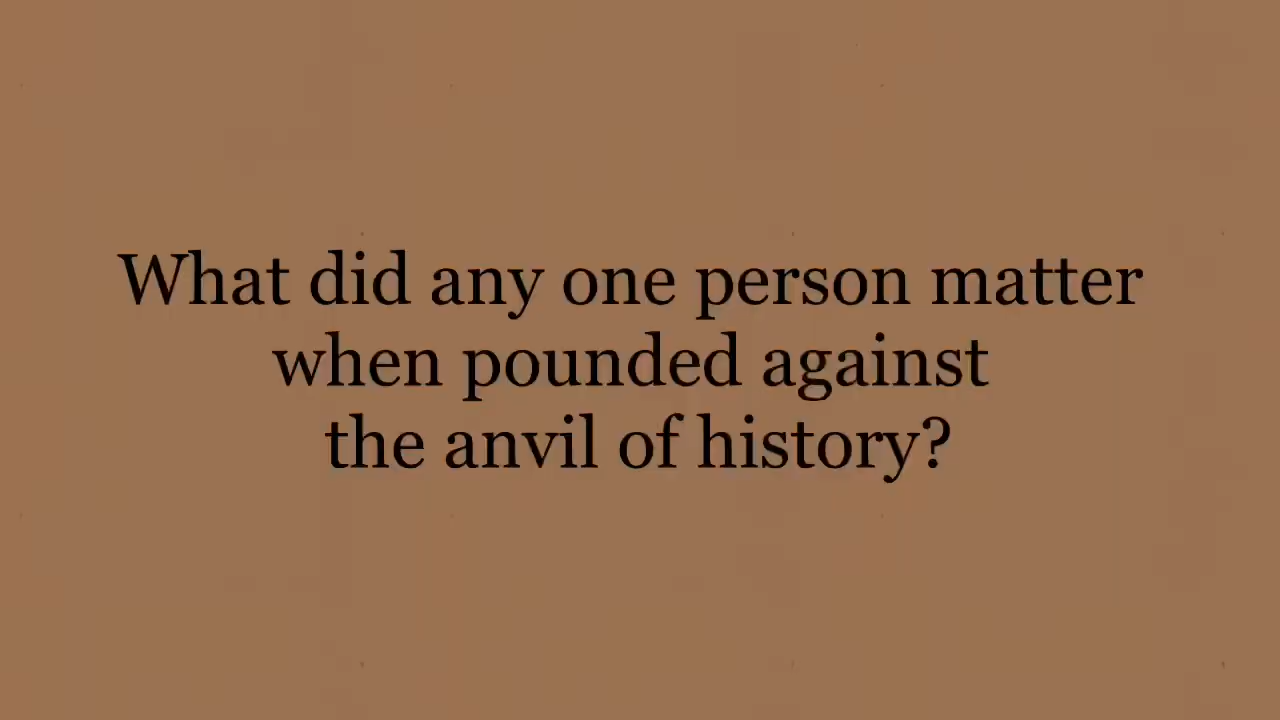 What did any one person matter
when pounded against
the anvil of history?